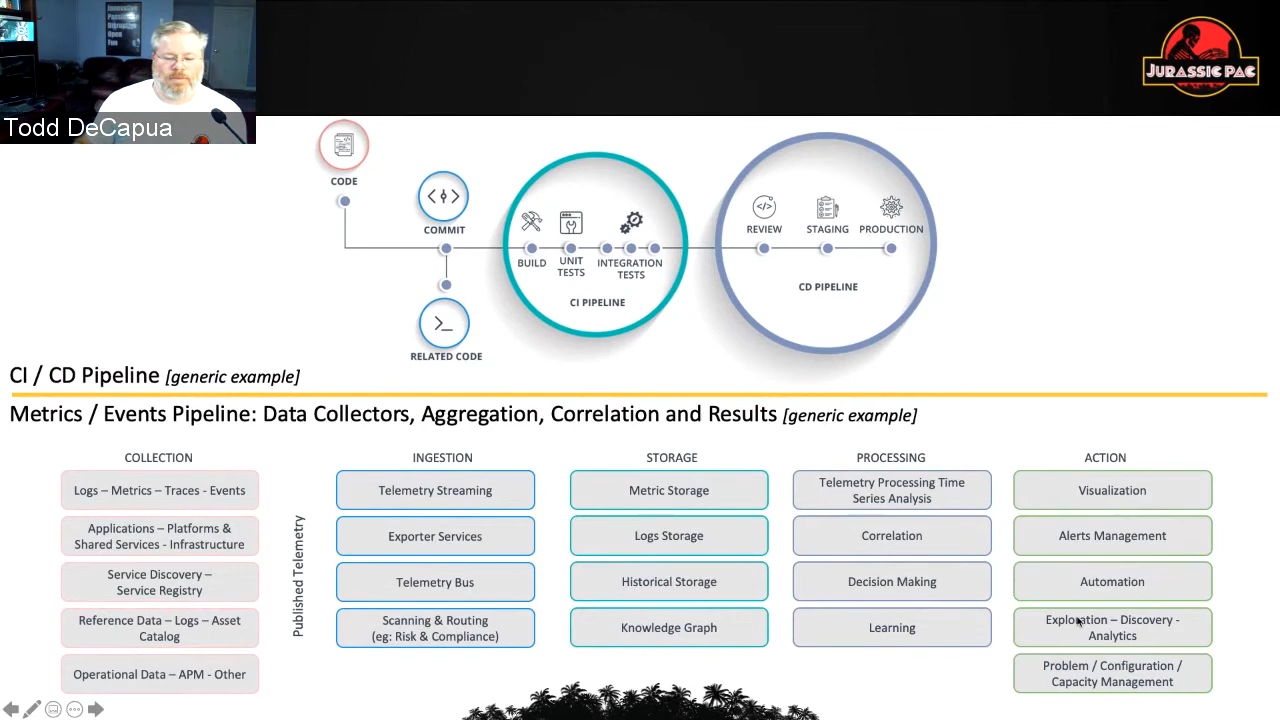 Innovative
Passionate
Disruptive
Open
Fun
Todd DeCapua
JURASSIC PAC
CODE
COMMIT
RELATED CODE
BUILD
UNIT
TESTS
INTEGRATION
TESTS
CI PIPELINE
REVIEW
STAGING
PRODUCTION
CD PIPELINE
CI / CD Pipeline [generic example]
Metrics / Events Pipeline: Data Collectors, Aggregation, Correlation and Results [generic example]
COLLECTION
Logs – Metrics – Traces - Events
Applications – Platforms &
Shared Services - Infrastructure
Service Discovery –
Service Registry
Reference Data – Logs – Asset
Catalog
Operational Data – APM - Other
Published Telemetry
INGESTION
Telemetry Streaming
Exporter Services
Telemetry Bus
Scanning & Routing
(eg: Risk & Compliance)
STORAGE
Metric Storage
Logs Storage
Historical Storage
Knowledge Graph
PROCESSING
Telemetry Processing Time
Series Analysis
Correlation
Decision Making
Learning
ACTION
Visualization
Alerts Management
Automation
Exploration – Discovery -
Analytics
Problem / Configuration /
Capacity Management